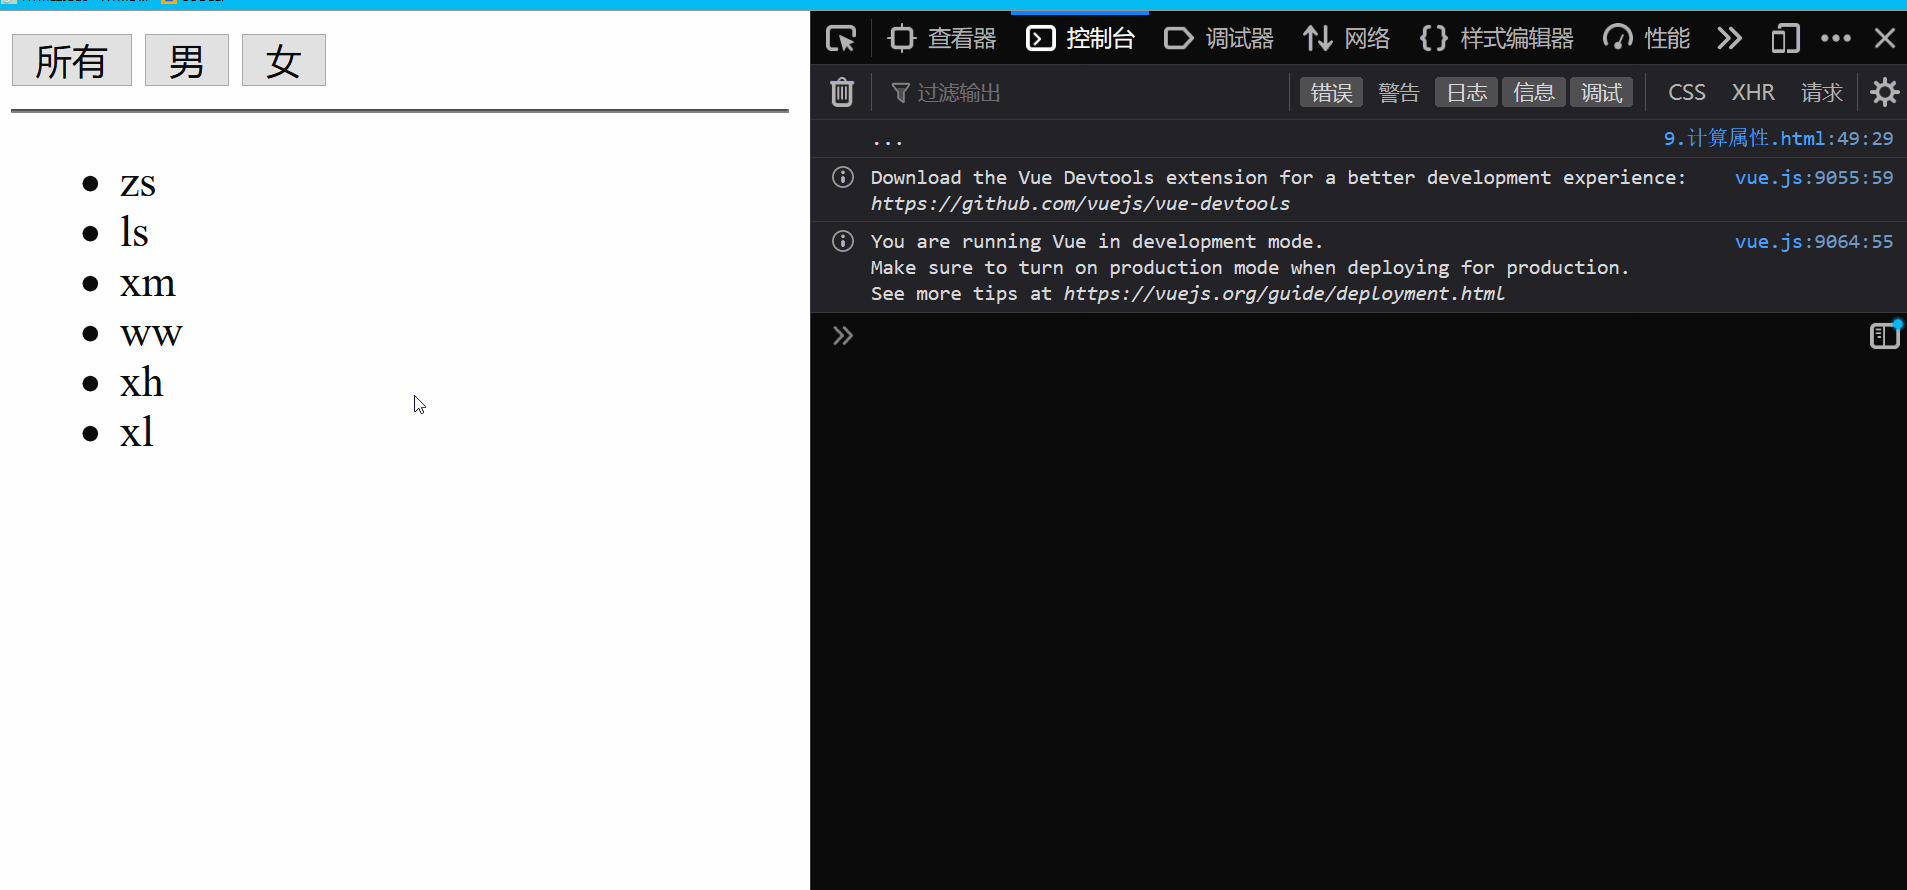 所有 男 女
zs
ls
xm
ww
xh
xl
查看器 控制台 调试器 网络 样式编辑器 性能
过滤输出 错误 警告 日志 信息 调试 CSS XHR 请求
... 9.计算属性.html:49:29
Download the Vue Devtools extension for a better development experience: vue.js:9055:59
https://github.com/vuejs/vue-devtools
You are running Vue in development mode. vue.js:9064:55
Make sure to turn on production mode when deploying for production.
See more tips at https://vuejs.org/guide/deployment.html